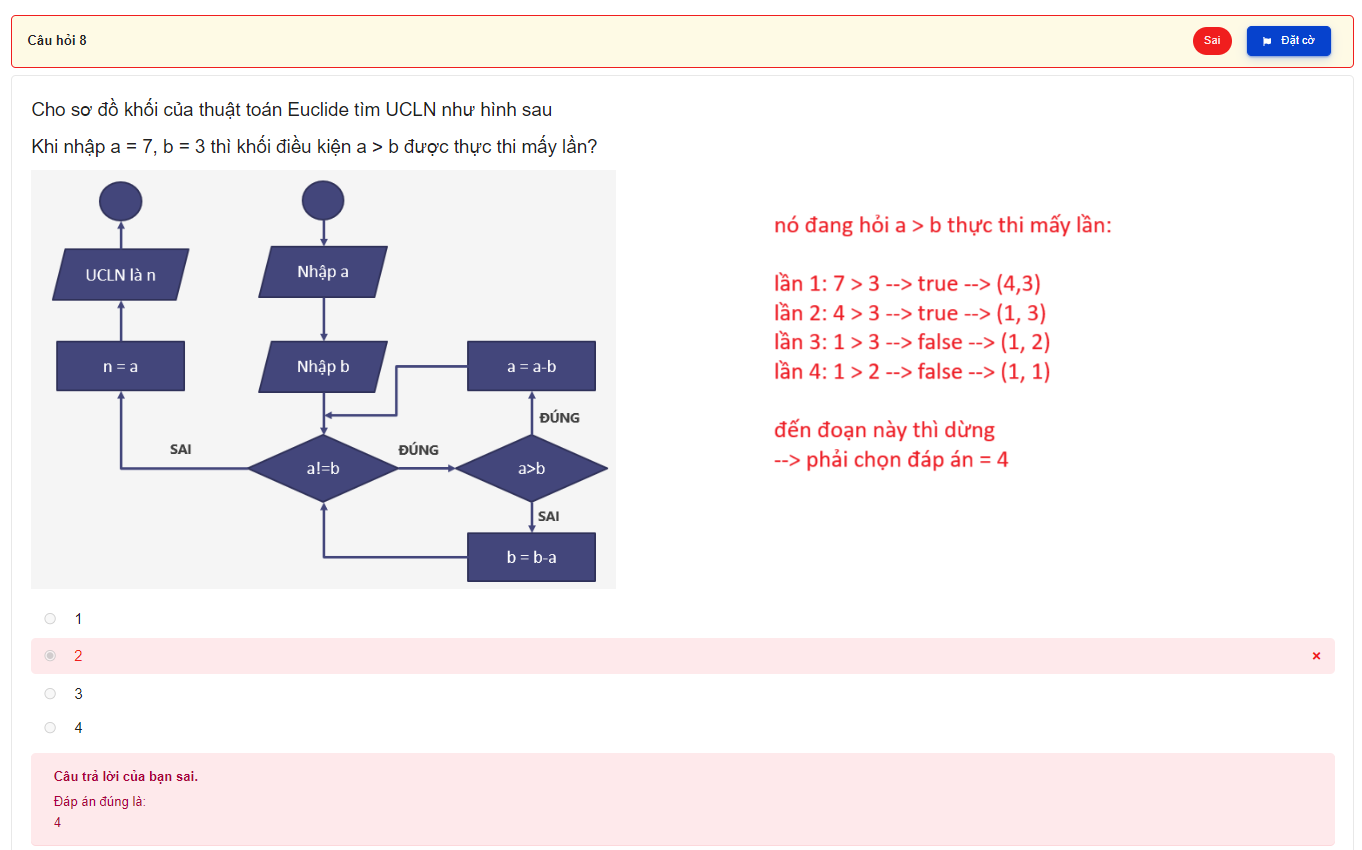 Câu hỏi 8
Sai
Đặt cờ
Cho sơ đồ khối của thuật toán Euclide tìm UCLN như hình sau
Khi nhập a = 7, b = 3 thì khối điều kiện a > b được thực thi mấy lần?
UCLN là n
Nhập a
n = a
Nhập b
a = a-b
ĐÚNG
SAI
ĐÚNG
a!=b
a>b
SAI
b = b-a
nó đang hỏi a > b thực thi mấy lần:
lần 1: 7 > 3 --> true --> (4,3)
lần 2: 4 > 3 --> true --> (1, 3)
lần 3: 1 > 3 --> false --> (1, 2)
lần 4: 1 > 2 --> false --> (1, 1)
đến đoạn này thì dừng
--> phải chọn đáp án = 4
1
2
3
4
Câu trả lời của bạn sai.
Đáp án đúng là:
4